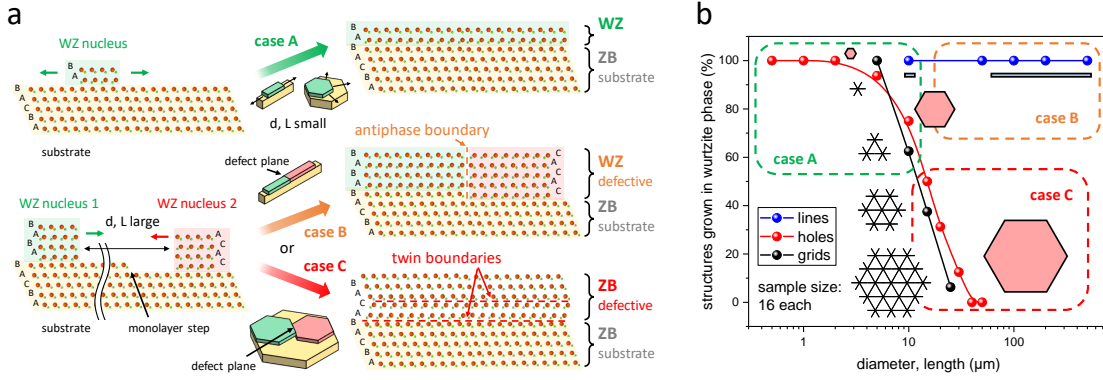 a
WZ nucleus
B
A
B
A
C
B
A
substrate
case A
d, L small
B
A
C
B
A
C
B
A
WZ
ZB
substrate
WZ nucleus 1
WZ nucleus 2
d, L large
B
A
B
A
C
B
A
A
C
A
C
substrate
monolayer step
defect plane
case B
or
case C
defect plane
antiphase boundary
B
A
B
A
C
B
A
C
A
C
A
C
WZ
defective
ZB
substrate
twin boundaries
B
A
C
A
C
B
A
ZB
defective
ZB
substrate
b
structures grown in wurtzite phase (%)
100
80
60
40
20
0
case A
case B
case C
lines
holes
grids
sample size:
16 each
1
10
100
diameter, length (µm)